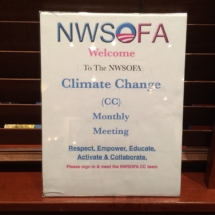 NWSOFA
Welcome
To The NWSOFA
Climate Change
(CC)
Monthly
Meeting
Respect, Empower, Educate,
Activate & Collaborate.
Please sign in & meet the NWSOFA CC team